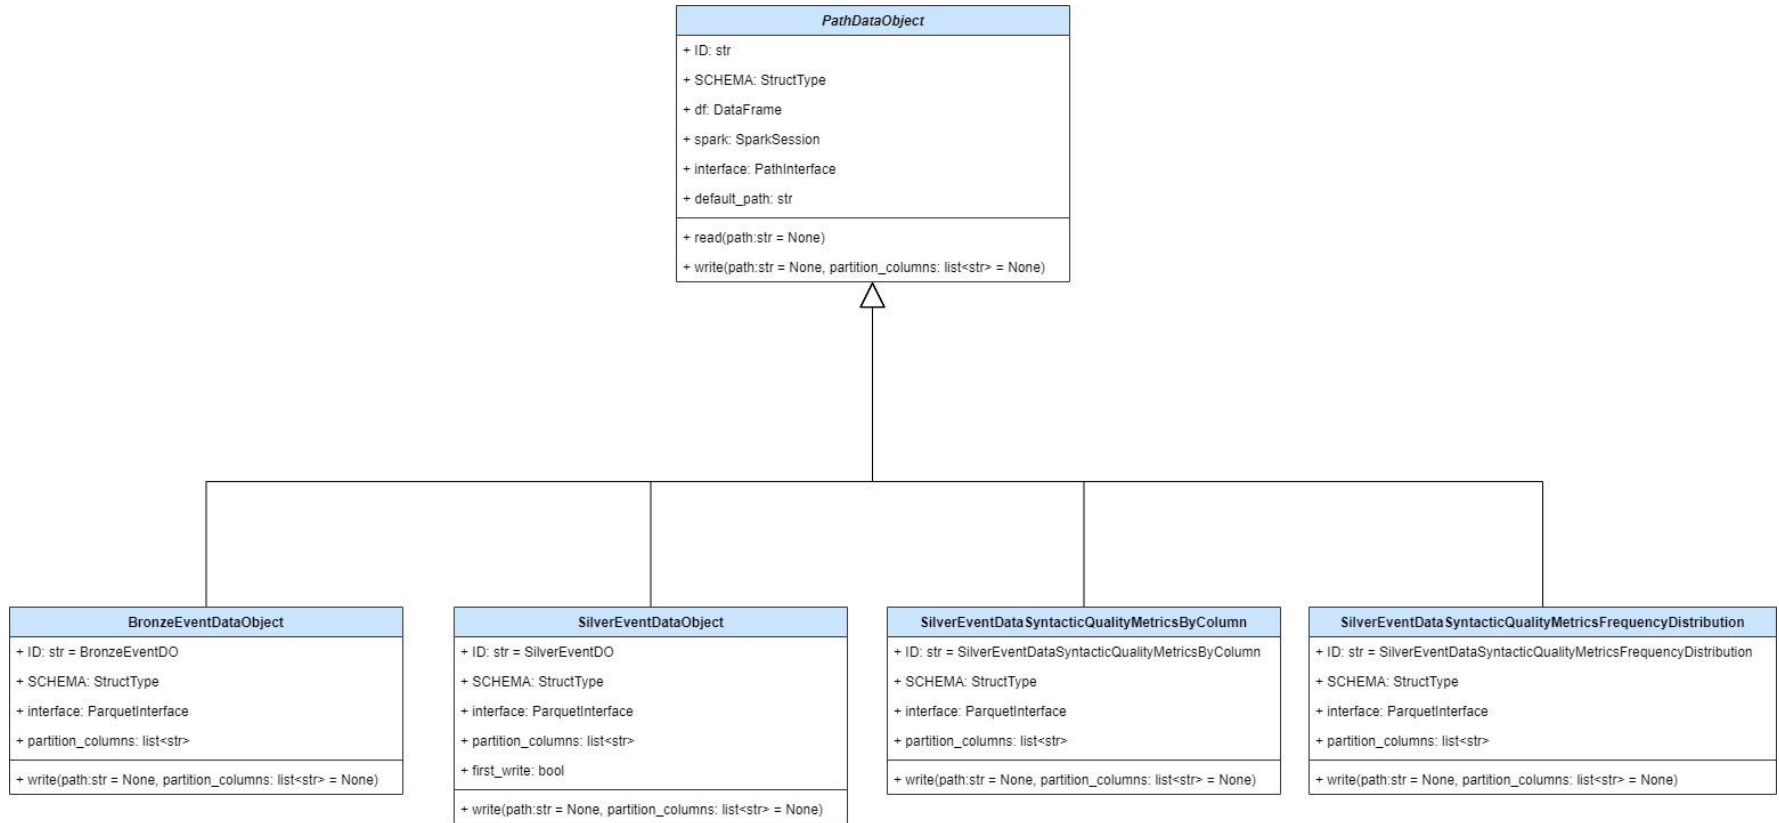 PathDataObject
+ ID: str
+ SCHEMA: StructType
+ df: DataFrame
+ spark: SparkSession
+ interface: PathInterface
+ default_path: str
+ read(path:str = None)
+ write(path:str = None, partition_columns: list<str> = None)
BronzeEventDataObject
+ ID: str = BronzeEventDO
+ SCHEMA: StructType
+ interface: ParquetInterface
+ partition_columns: list<str>
+ write(path:str = None, partition_columns: list<str> = None)
SilverEventDataObject
+ ID: str = SilverEventDO
+ SCHEMA: StructType
+ interface: ParquetInterface
+ partition_columns: list<str>
+ first_write: bool
+ write(path:str = None, partition_columns: list<str> = None)
SilverEventDataSyntacticQualityMetricsByColumn
+ ID: str = SilverEventDataSyntacticQualityMetricsByColumn
+ SCHEMA: StructType
+ interface: ParquetInterface
+ partition_columns: list<str>
+ write(path:str = None, partition_columns: list<str> = None)
SilverEventDataSyntacticQualityMetricsFrequencyDistribution
+ ID: str = SilverEventDataSyntacticQualityMetricsFrequencyDistribution
+ SCHEMA: StructType
+ interface: ParquetInterface
+ partition_columns: list<str>
+ write(path:str = None, partition_columns: list<str> = None)